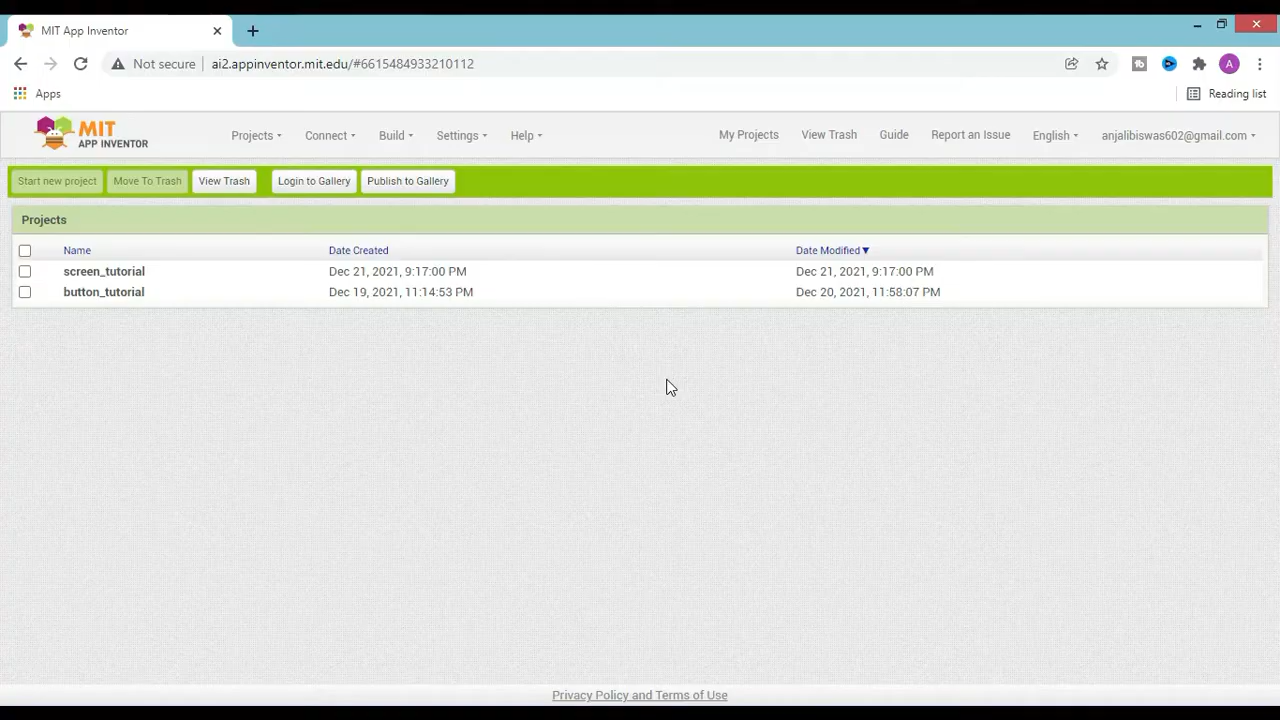 MIT App Inventor
Not secure ai2.appinventor.mit.edu/#6615484933210112 A
Apps Reading list
MIT APP INVENTOR Projects Connect Build Settings Help My Projects View Trash Guide Report an Issue English anjalibiswas602@gmail.com
Start new project Move To Trash View Trash Login to Gallery Publish to Gallery
Projects
Name Date Created Date Modified
screen_tutorial Dec 21, 2021, 9:17:00 PM Dec 21, 2021, 9:17:00 PM
button_tutorial Dec 19, 2021, 11:14:53 PM Dec 20, 2021, 11:58:07 PM
Privacy Policy and Terms of Use